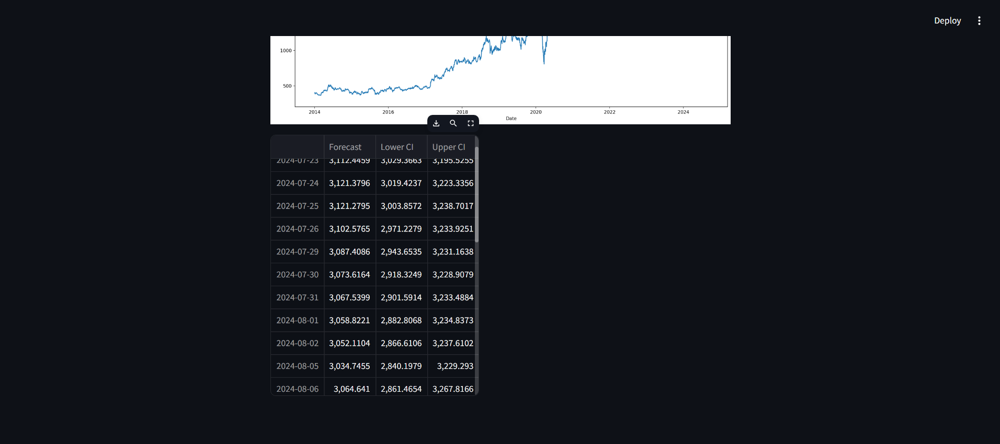 Deploy
1000
500
2014 2016 2018 2020 2022 2024
Date
Forecast Lower CI Upper CI
2024-07-23 3,112.4459 3,029.3663 3,195.5255
2024-07-24 3,121.3796 3,019.4237 3,223.3356
2024-07-25 3,121.2795 3,003.8572 3,238.7017
2024-07-26 3,102.5765 2,971.2279 3,233.9251
2024-07-29 3,087.4086 2,943.6535 3,231.1638
2024-07-30 3,073.6164 2,918.3249 3,228.9079
2024-07-31 3,067.5399 2,901.5914 3,233.4884
2024-08-01 3,058.8221 2,882.8068 3,234.8373
2024-08-02 3,052.1104 2,866.6106 3,237.6102
2024-08-05 3,034.7455 2,840.1979 3,229.293
2024-08-06 3,064.641 2,861.4654 3,267.8166